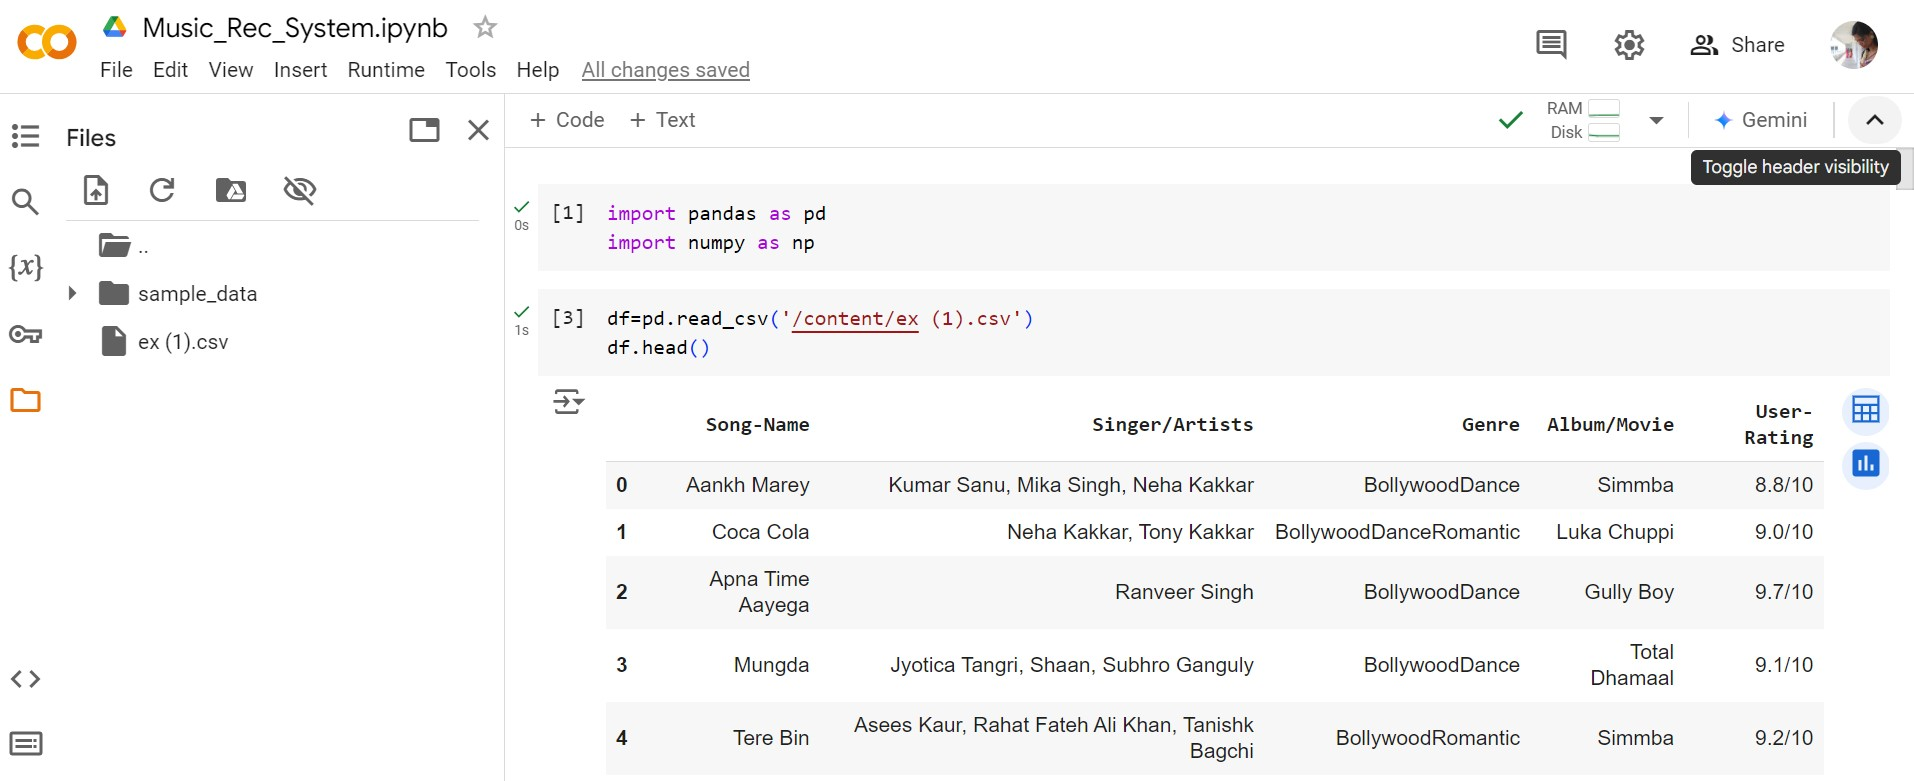 Music_Rec_System.ipynb
File Edit View Insert Runtime Tools Help All changes saved
Share
Files
+ Code + Text
RAM
Disk
Gemini
Toggle header visibility
..
sample_data
ex (1).csv
{x}
0s
[1] import pandas as pd
import numpy as np
1s
[3] df=pd.read_csv('/content/ex (1).csv')
df.head()
Song-Name Singer/Artists Genre Album/Movie User-
Rating
0 Aankh Marey Kumar Sanu, Mika Singh, Neha Kakkar BollywoodDance Simmba 8.8/10
1 Coca Cola Neha Kakkar, Tony Kakkar BollywoodDanceRomantic Luka Chuppi 9.0/10
2 Apna Time
Aayega Ranveer Singh BollywoodDance Gully Boy 9.7/10
3 Mungda Jyotica Tangri, Shaan, Subhro Ganguly BollywoodDance Total
Dhamaal 9.1/10
4 Tere Bin Asees Kaur, Rahat Fateh Ali Khan, Tanishk
Bagchi BollywoodRomantic Simmba 9.2/10